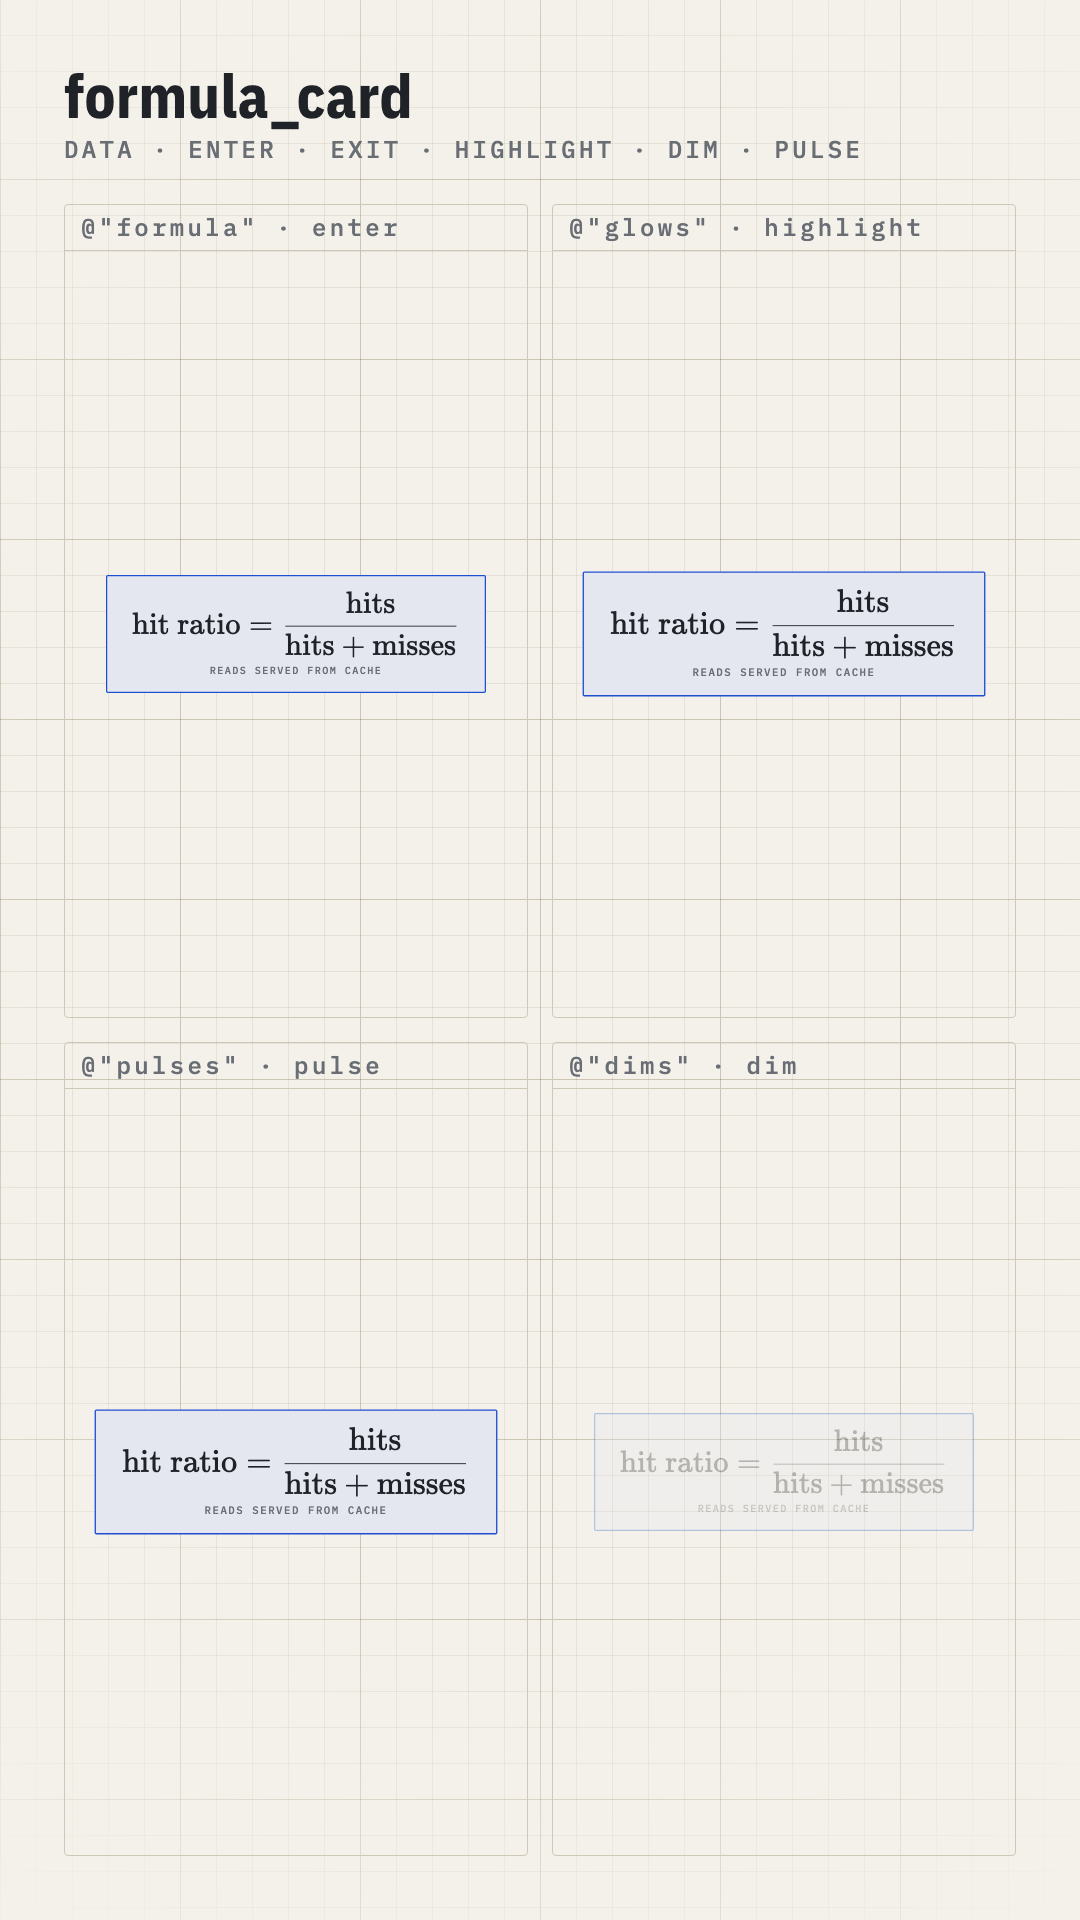 formula_card
DATA · ENTER · EXIT · HIGHLIGHT · DIM · PULSE
@"formula" · enter
hit ratio = hits / hits + misses
READS SERVED FROM CACHE
@"glows" · highlight
hit ratio = hits / hits + misses
READS SERVED FROM CACHE
@"pulses" · pulse
hit ratio = hits / hits + misses
READS SERVED FROM CACHE
@"dims" · dim
hit ratio = hits / hits + misses
READS SERVED FROM CACHE